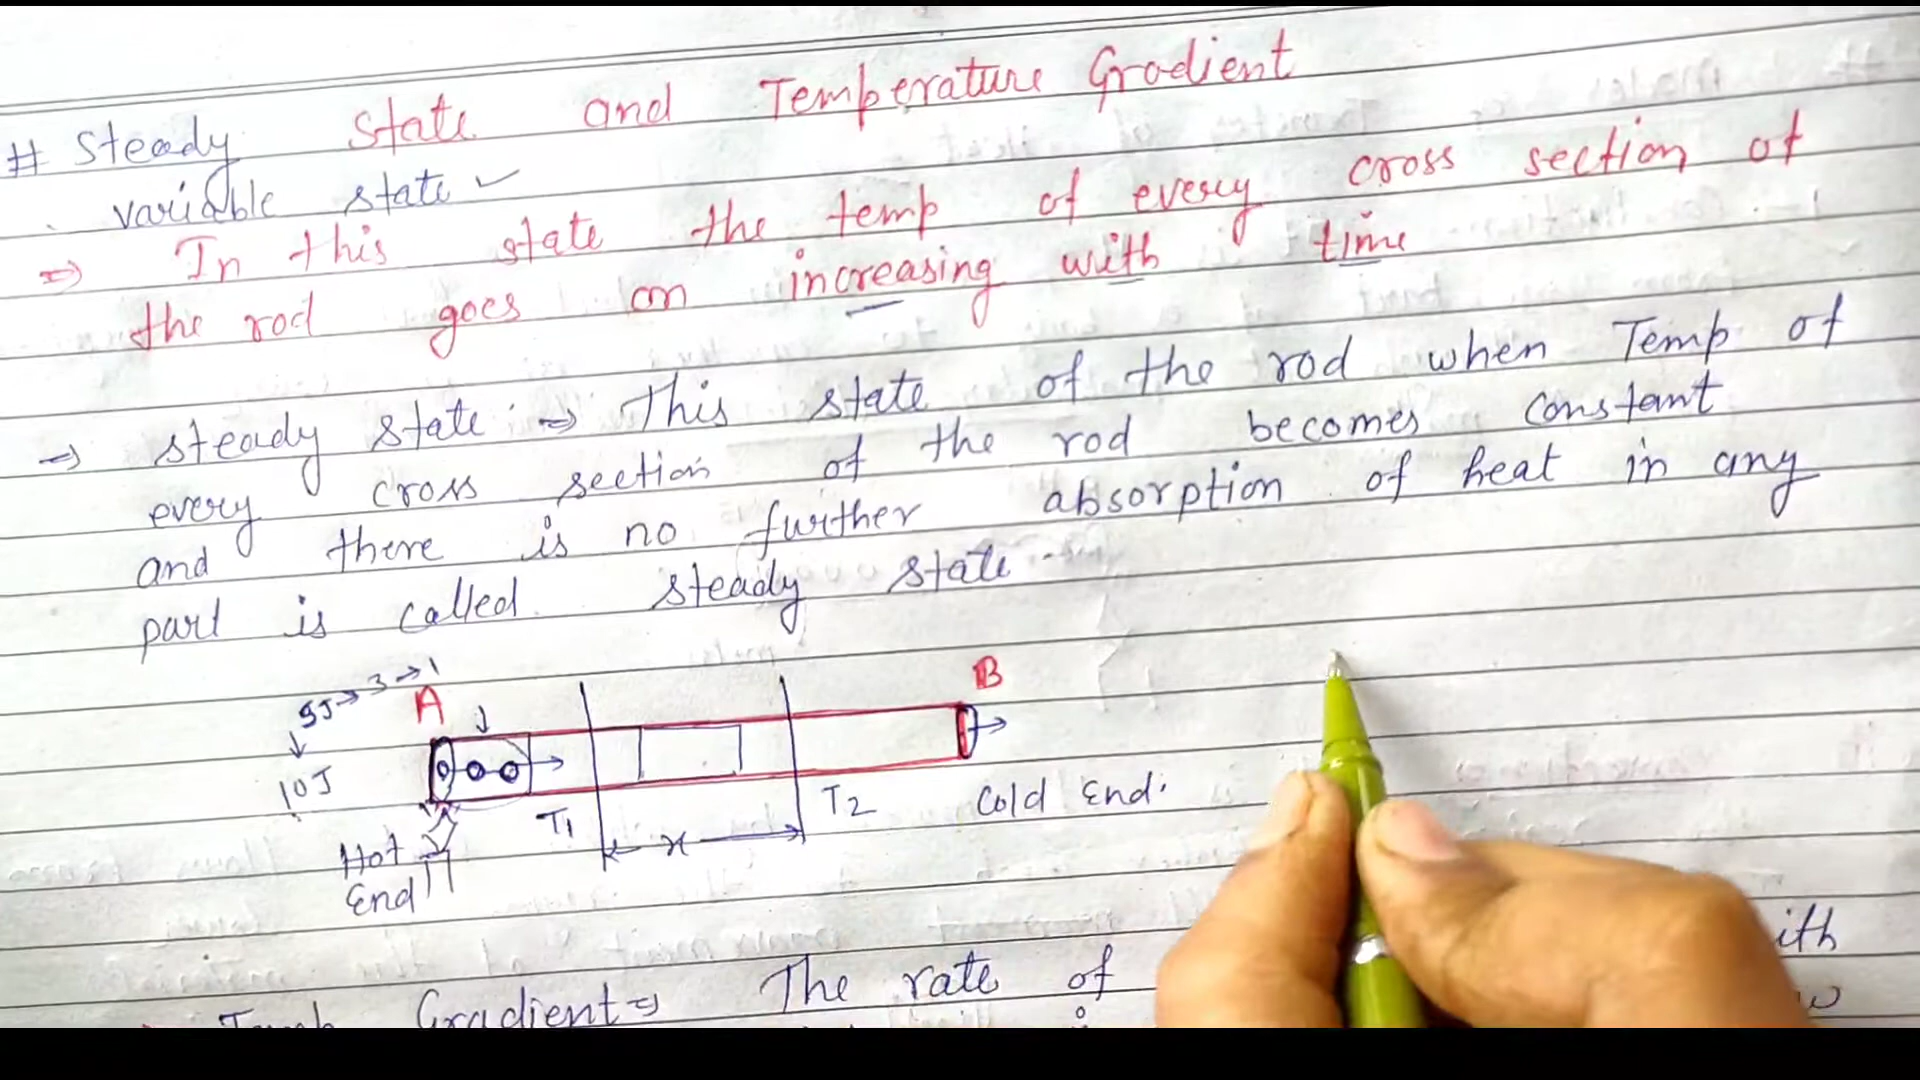 # Steady state and Temperature Gradient
variable state ✓
⇒ In this state the temp of every cross section of
the rod goes on increasing with time
→ steady state :⇒ This state of the rod when Temp of
every cross section of the rod becomes constant
and there is no further absorption of heat in any
part is called steady state
5J → 3 → 1
A
B
10J
T1
T2
Cold End.
x
Hot
End
ith
Gradient ⇒ The rate of